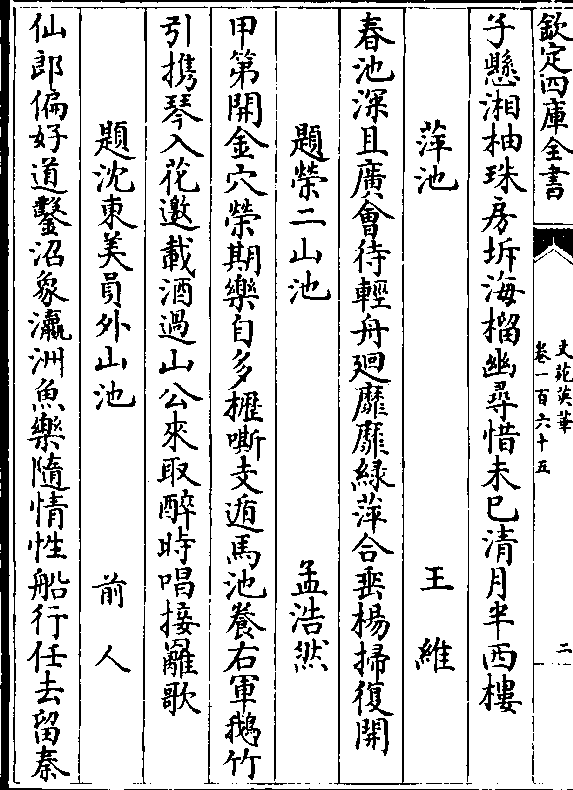 欽定四庫全書
文苑英華
卷一百六十五
二
子懸湘柚珠房坼海榴幽尋惜未已清月半西樓
萍池
王維
春池深且廣會待輕舟廻靡靡緑萍合垂楊掃復開
題榮二山池
孟浩然
甲第開金穴榮期樂自多櫪嘶支遁馬池養右軍鵝竹
引攜琴入花邀載酒過山公來取醉時唱接䍦歌
題沈東美員外山池
前人
仙郎偏好道鑿沼象瀛洲魚樂隨情性船行任去留秦